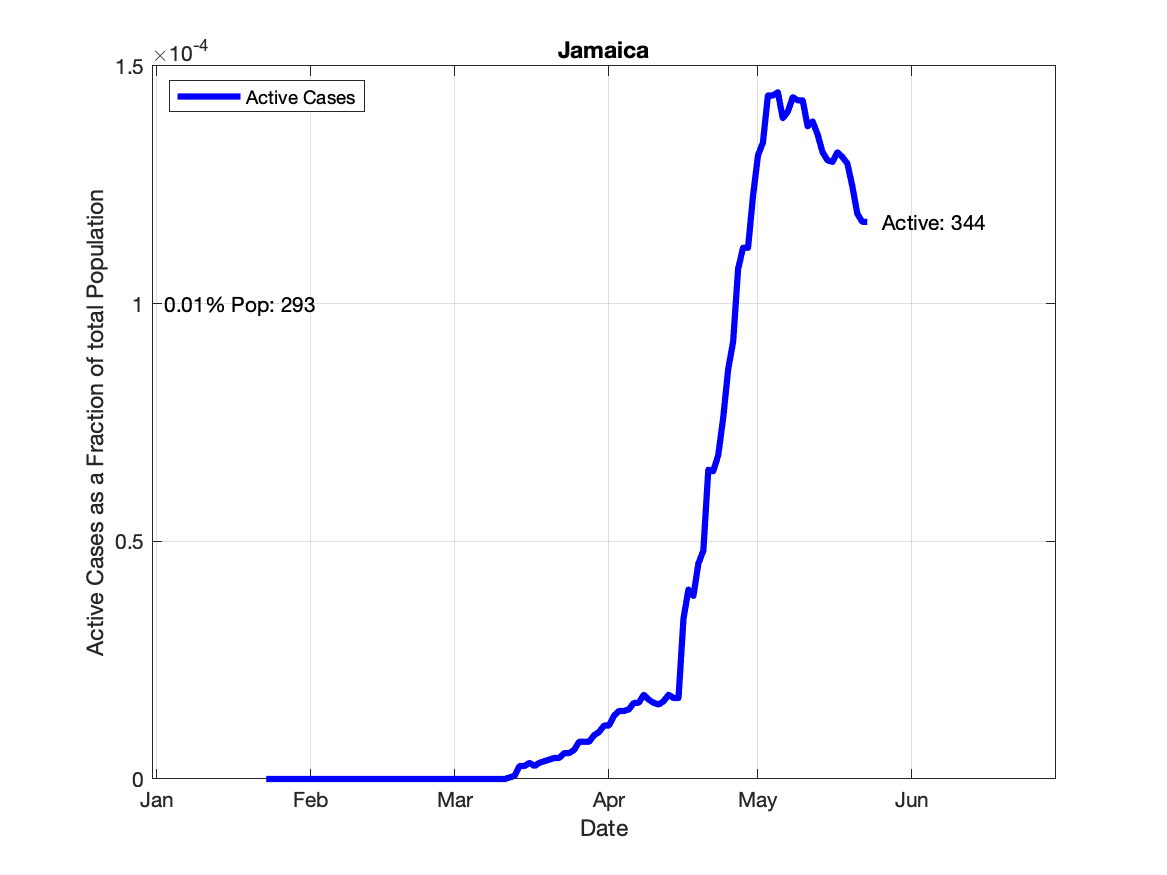 Jamaica
×10-4
1.5
Active Cases
Active: 344
1
0.01% Pop: 293
0.5
0
Jan Feb Mar Apr May Jun
Date
Active Cases as a Fraction of total Population